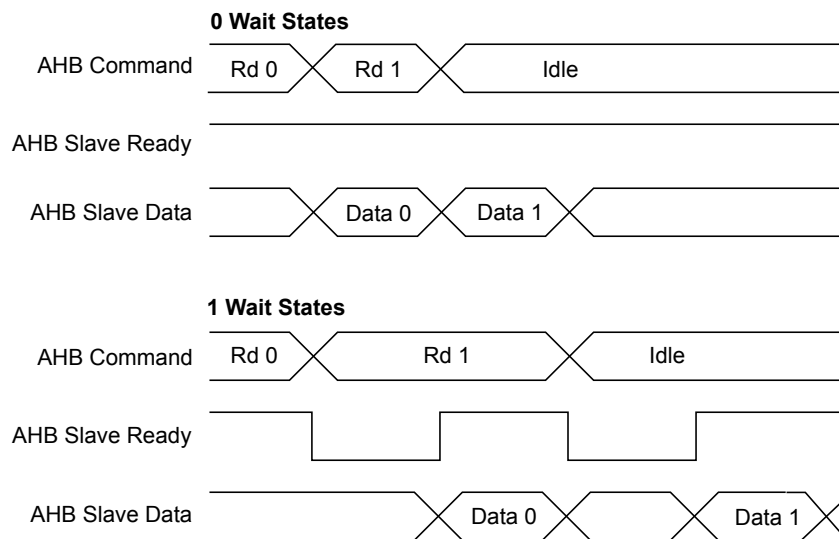 0 Wait States
AHB Command Rd 0 Rd 1 Idle
AHB Slave Ready
AHB Slave Data Data 0 Data 1
1 Wait States
AHB Command Rd 0 Rd 1 Idle
AHB Slave Ready
AHB Slave Data Data 0 Data 1